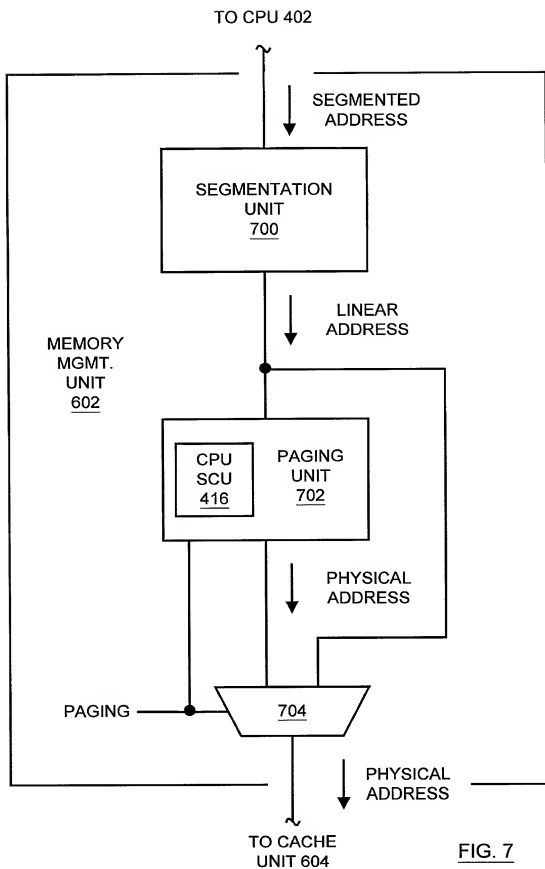 TO CPU 402
SEGMENTED
ADDRESS
SEGMENTATION
UNIT
700
LINEAR
ADDRESS
MEMORY
MGMT.
UNIT
602
CPU
SCU
416
PAGING
UNIT
702
PHYSICAL
ADDRESS
PAGING
704
PHYSICAL
ADDRESS
TO CACHE
UNIT 604
FIG. 7